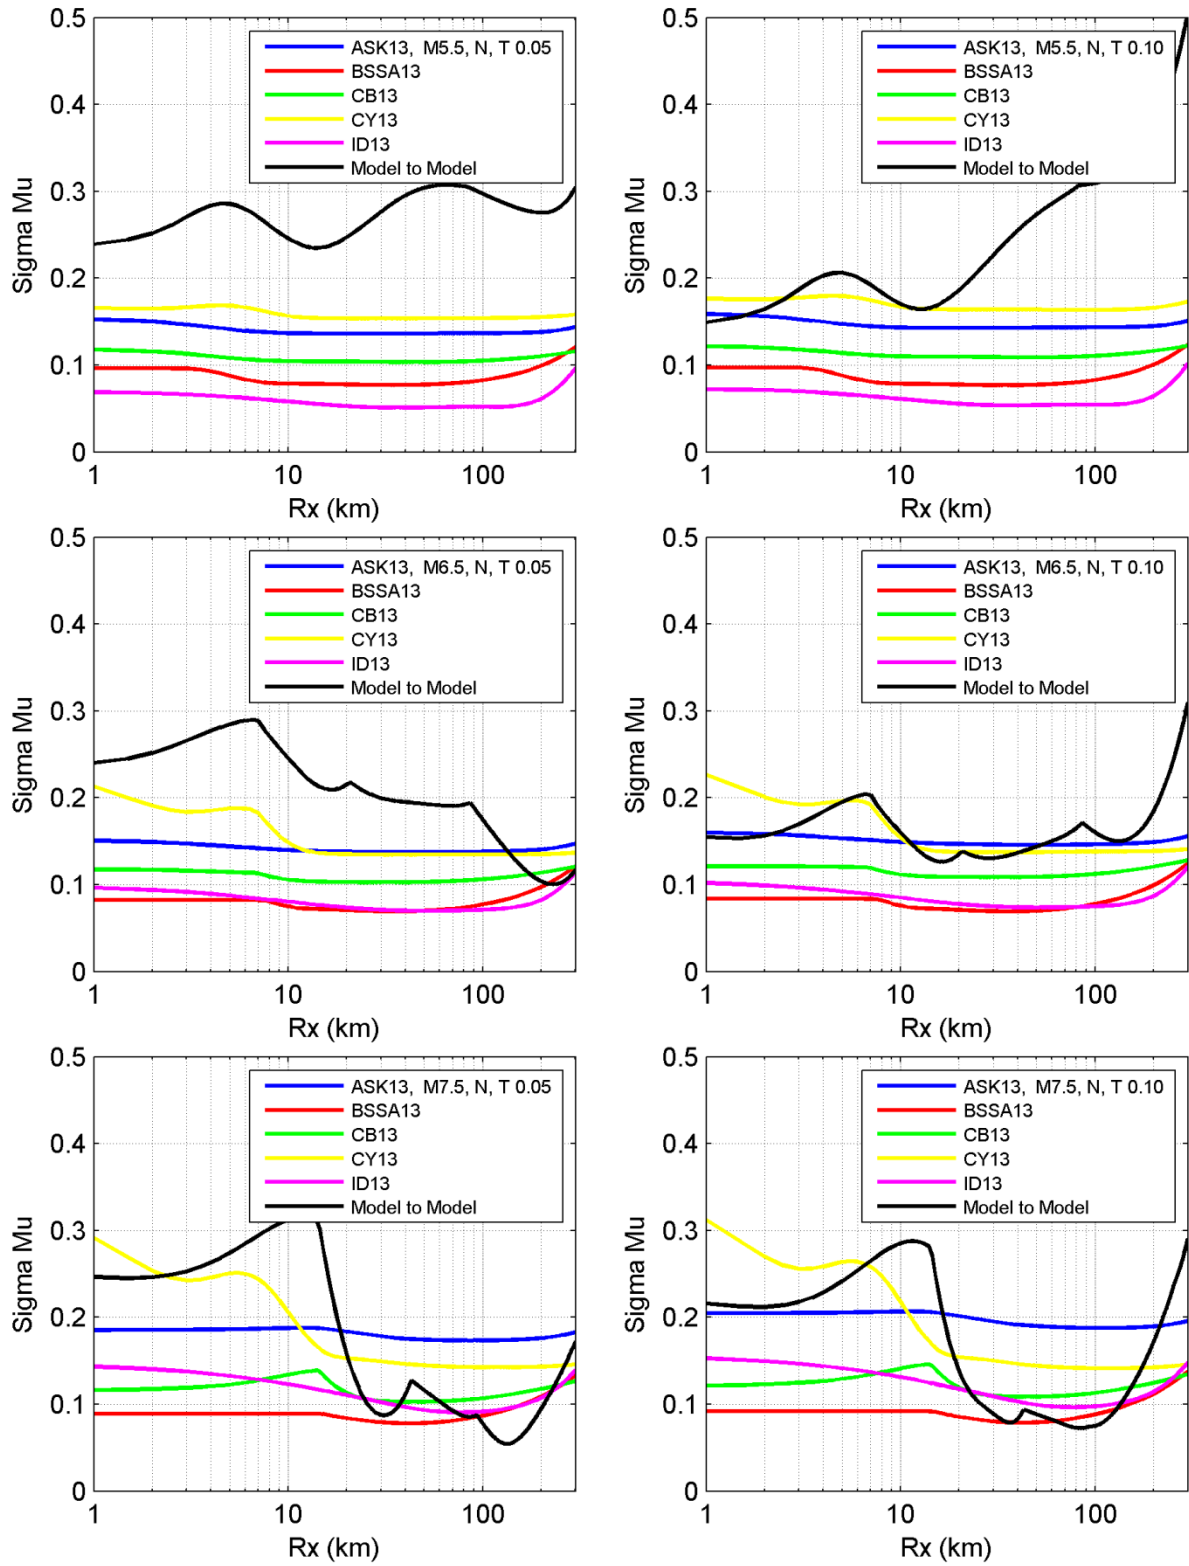 0.5
0.4
0.3
0.2
0.1
0
Sigma Mu
ASK13, M5.5, N, T 0.05
BSSA13
CB13
CY13
ID13
Model to Model
1
10
100
Rx (km)
0.5
0.4
0.3
0.2
0.1
0
Sigma Mu
ASK13, M5.5, N, T 0.10
BSSA13
CB13
CY13
ID13
Model to Model
1
10
100
Rx (km)
0.5
0.4
0.3
0.2
0.1
0
Sigma Mu
ASK13, M6.5, N, T 0.05
BSSA13
CB13
CY13
ID13
Model to Model
1
10
100
Rx (km)
0.5
0.4
0.3
0.2
0.1
0
Sigma Mu
ASK13, M6.5, N, T 0.10
BSSA13
CB13
CY13
ID13
Model to Model
1
10
100
Rx (km)
0.5
0.4
0.3
0.2
0.1
0
Sigma Mu
ASK13, M7.5, N, T 0.05
BSSA13
CB13
CY13
ID13
Model to Model
1
10
100
Rx (km)
0.5
0.4
0.3
0.2
0.1
0
Sigma Mu
ASK13, M7.5, N, T 0.10
BSSA13
CB13
CY13
ID13
Model to Model
1
10
100
Rx (km)